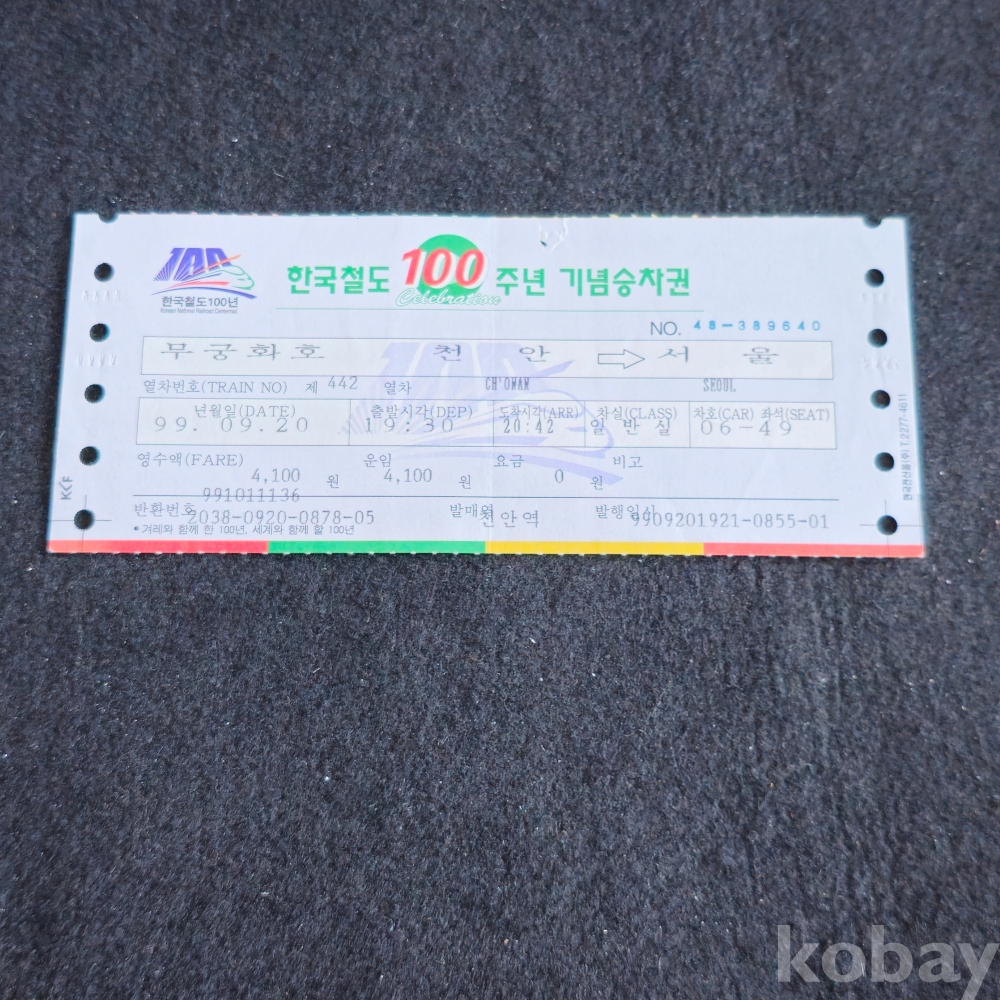 한국철도 100 주년 기념승차권
Celebration
한국철도100년
Korean National Railroad Centennial
NO. 48-389640
무궁화호 천안 ⇨ 서울
열차번호(TRAIN NO) 제 442 열차 CH'ONAN SEOUL
년월일(DATE) 출발시각(DEP) 도착시각(ARR) 차실(CLASS) 차호(CAR) 좌석(SEAT)
99. 09. 20 19:30 20:42 일반실 06-49
영수액(FARE) 운임 요금 비고
4,100 원 4,100 원 0 원
991011136
반환번호 2038-0920-0878-05 발매역 천안역 발행일시 9909201921-0855-01
• 겨레와 함께 한 100년, 세계와 함께 할 100년
kobay